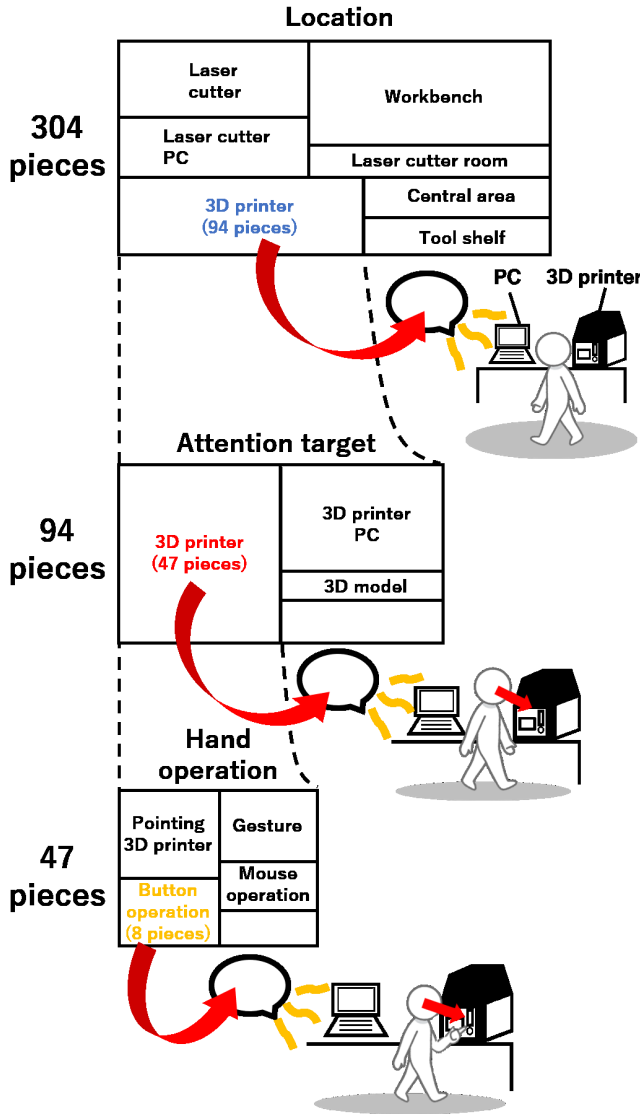 Location
304
pieces
Laser
cutter
Workbench
Laser cutter
PC
Laser cutter room
3D printer
(94 pieces)
Central area
Tool shelf
PC
3D printer
Attention target
94
pieces
3D printer
(47 pieces)
3D printer
PC
3D model
Hand
operation
47
pieces
Pointing
3D printer
Gesture
Button
operation
(8 pieces)
Mouse
operation